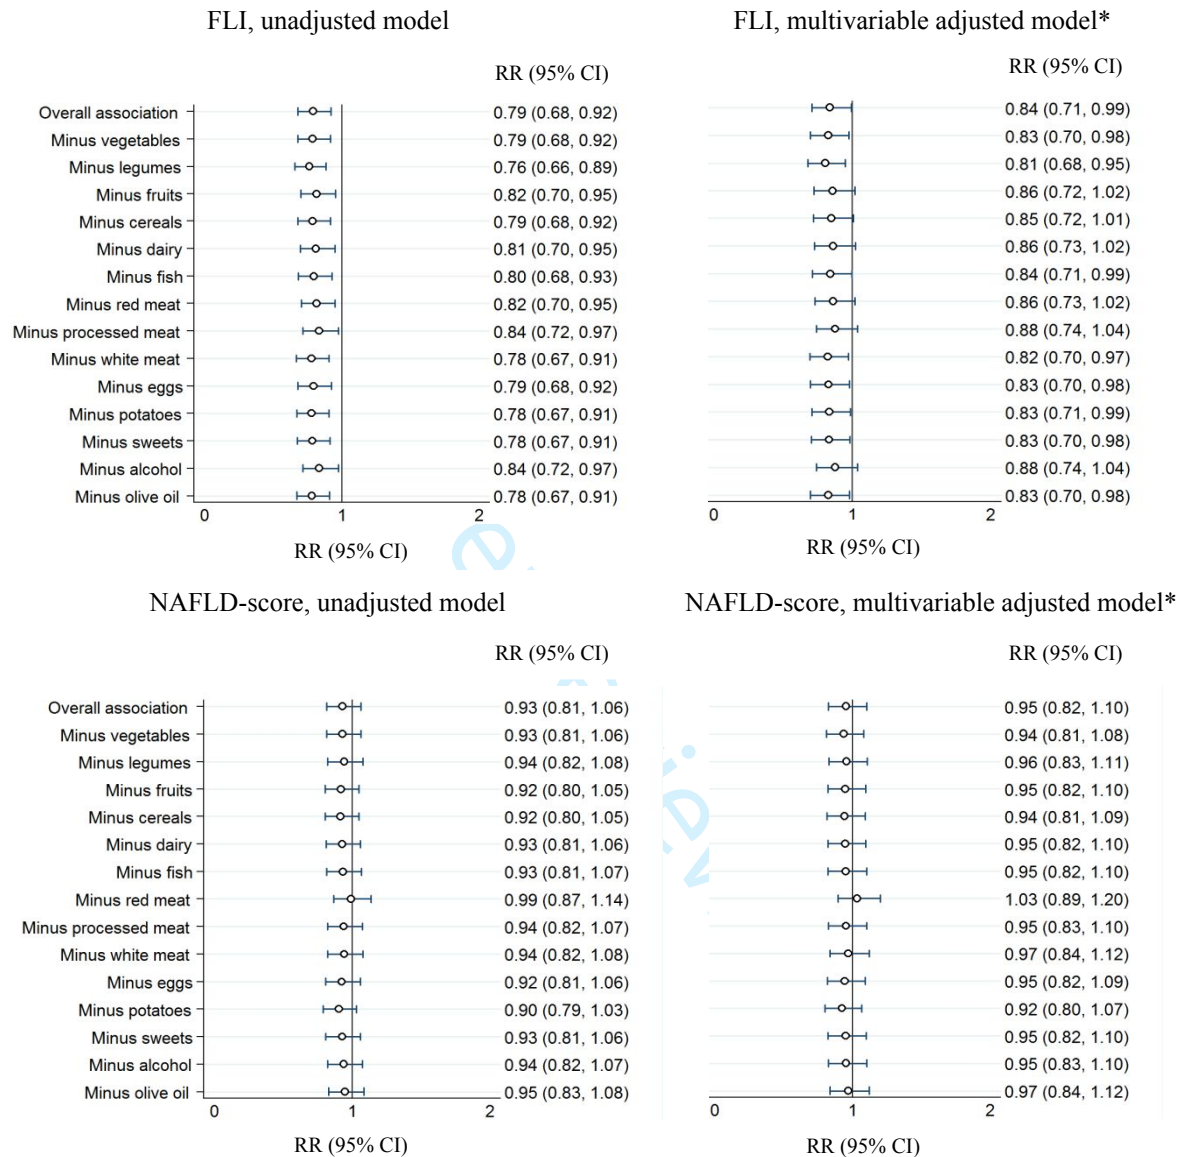 FLI, unadjusted model
RR (95% CI)
Overall association 0.79 (0.68, 0.92)
Minus vegetables 0.79 (0.68, 0.92)
Minus legumes 0.76 (0.66, 0.89)
Minus fruits 0.82 (0.70, 0.95)
Minus cereals 0.79 (0.68, 0.92)
Minus dairy 0.81 (0.70, 0.95)
Minus fish 0.80 (0.68, 0.93)
Minus red meat 0.82 (0.70, 0.95)
Minus processed meat 0.84 (0.72, 0.97)
Minus white meat 0.78 (0.67, 0.91)
Minus eggs 0.79 (0.68, 0.92)
Minus potatoes 0.78 (0.67, 0.91)
Minus sweets 0.78 (0.67, 0.91)
Minus alcohol 0.84 (0.72, 0.97)
Minus olive oil 0.78 (0.67, 0.91)
0 1 2
RR (95% CI)
FLI, multivariable adjusted model*
RR (95% CI)
0.84 (0.71, 0.99)
0.83 (0.70, 0.98)
0.81 (0.68, 0.95)
0.86 (0.72, 1.02)
0.85 (0.72, 1.01)
0.86 (0.73, 1.02)
0.84 (0.71, 0.99)
0.86 (0.73, 1.02)
0.88 (0.74, 1.04)
0.82 (0.70, 0.97)
0.83 (0.70, 0.98)
0.83 (0.71, 0.99)
0.83 (0.70, 0.98)
0.88 (0.74, 1.04)
0.83 (0.70, 0.98)
0 1 2
RR (95% CI)
NAFLD-score, unadjusted model
RR (95% CI)
Overall association 0.93 (0.81, 1.06)
Minus vegetables 0.93 (0.81, 1.06)
Minus legumes 0.94 (0.82, 1.08)
Minus fruits 0.92 (0.80, 1.05)
Minus cereals 0.92 (0.80, 1.05)
Minus dairy 0.93 (0.81, 1.06)
Minus fish 0.93 (0.81, 1.07)
Minus red meat 0.99 (0.87, 1.14)
Minus processed meat 0.94 (0.82, 1.07)
Minus white meat 0.94 (0.82, 1.08)
Minus eggs 0.92 (0.81, 1.06)
Minus potatoes 0.90 (0.79, 1.03)
Minus sweets 0.93 (0.81, 1.06)
Minus alcohol 0.94 (0.82, 1.07)
Minus olive oil 0.95 (0.83, 1.08)
0 1 2
RR (95% CI)
NAFLD-score, multivariable adjusted model*
RR (95% CI)
0.95 (0.82, 1.10)
0.94 (0.81, 1.08)
0.96 (0.83, 1.11)
0.95 (0.82, 1.10)
0.94 (0.81, 1.09)
0.95 (0.82, 1.10)
0.95 (0.82, 1.10)
1.03 (0.89, 1.20)
0.95 (0.83, 1.10)
0.97 (0.84, 1.12)
0.95 (0.82, 1.09)
0.92 (0.80, 1.07)
0.95 (0.82, 1.10)
0.95 (0.83, 1.10)
0.97 (0.84, 1.12)
0 1 2
RR (95% CI)